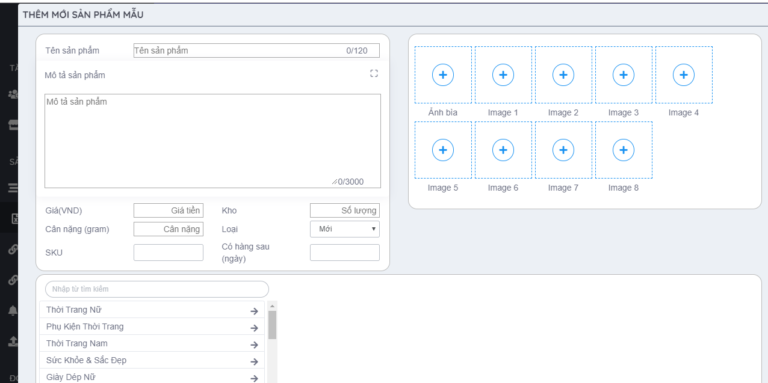 THÊM MỚI SẢN PHẨM MẪU
Tên sản phẩm
Tên sản phẩm
0/120
Mô tả sản phẩm
Mô tả sản phẩm
0/3000
Giá(VND)
Giá tiền
Kho
Số lượng
Cân nặng (gram)
Cân nặng
Loại
Mới
SKU
Có hàng sau
(ngày)
Ảnh bìa
Image 1
Image 2
Image 3
Image 4
Image 5
Image 6
Image 7
Image 8
Nhập từ tìm kiếm
Thời Trang Nữ
Phụ Kiện Thời Trang
Thời Trang Nam
Sức Khỏe & Sắc Đẹp
Giày Dép Nữ